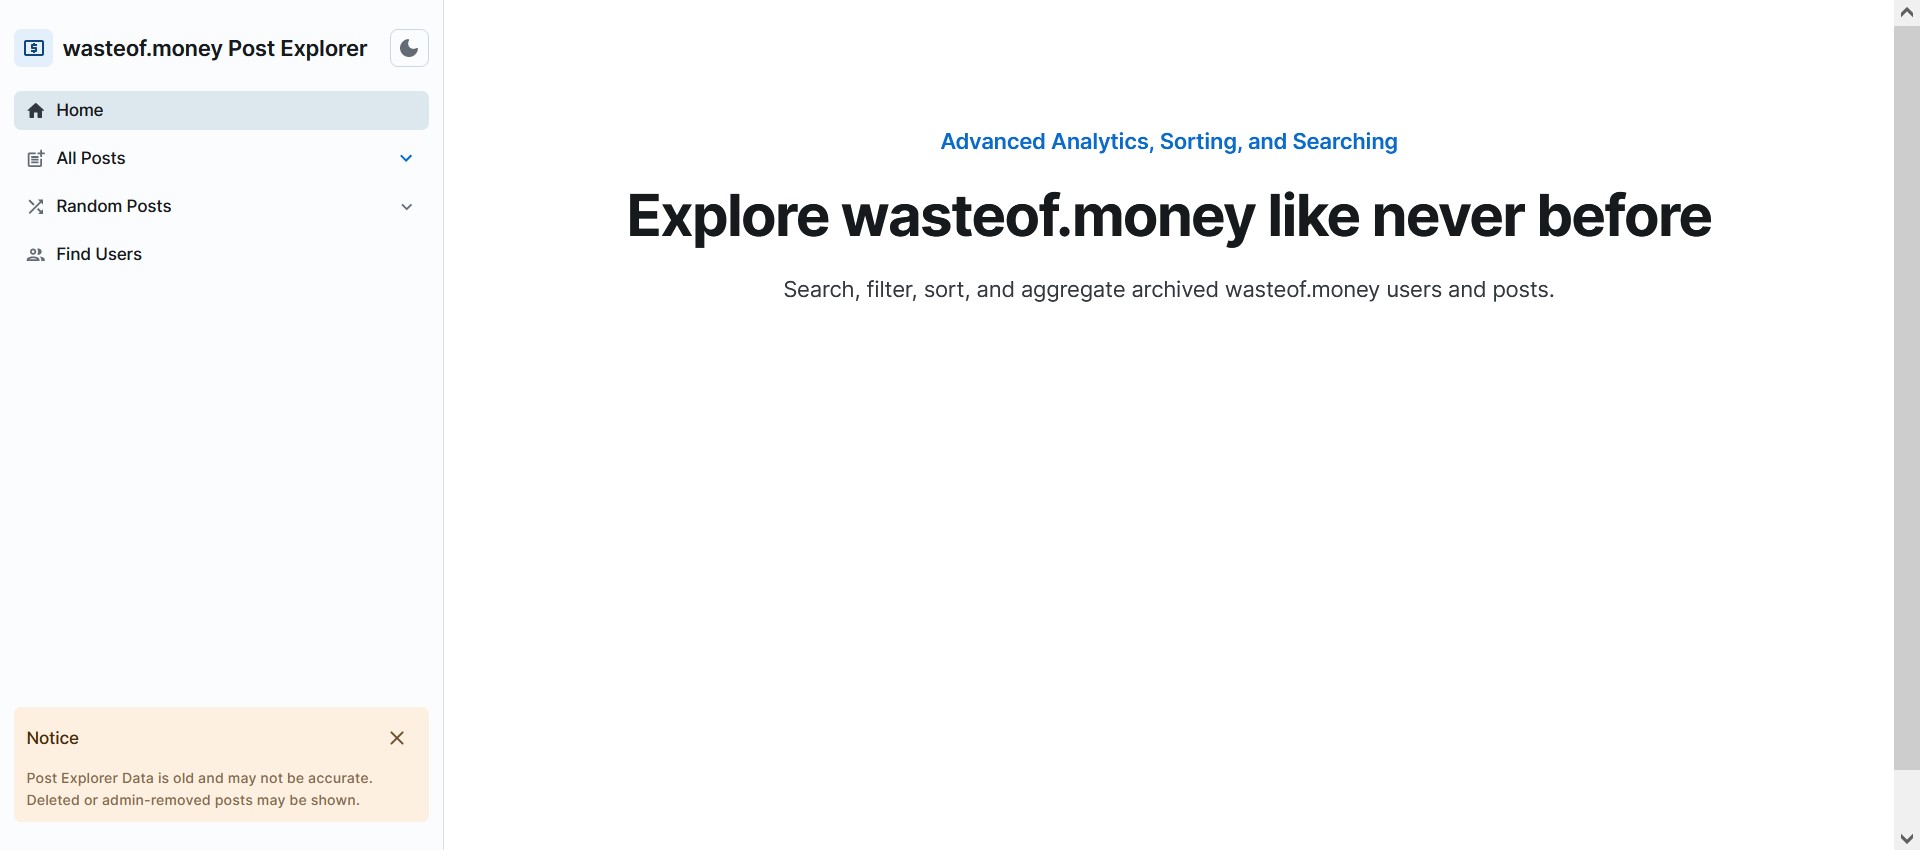 wasteof.money Post Explorer
Home
All Posts
Random Posts
Find Users
Notice
Post Explorer Data is old and may not be accurate.
Deleted or admin-removed posts may be shown.
Advanced Analytics, Sorting, and Searching
Explore wasteof.money like never before
Search, filter, sort, and aggregate archived wasteof.money users and posts.